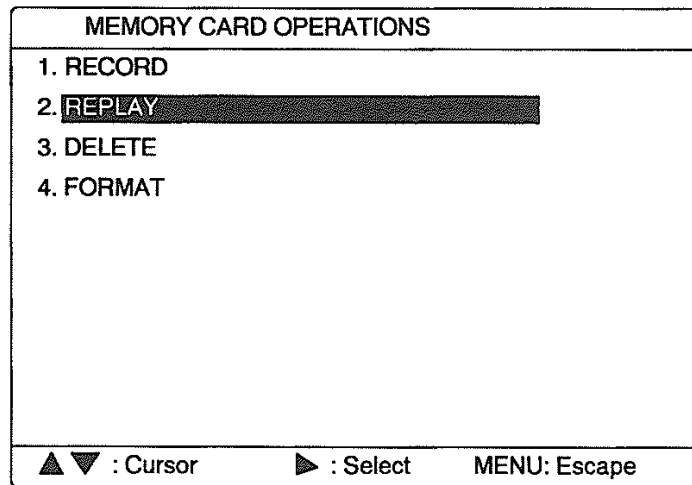 MEMORY CARD OPERATIONS
1. RECORD
2. REPLAY
3. DELETE
4. FORMAT
▲▼ : Cursor ▶ : Select MENU: Escape